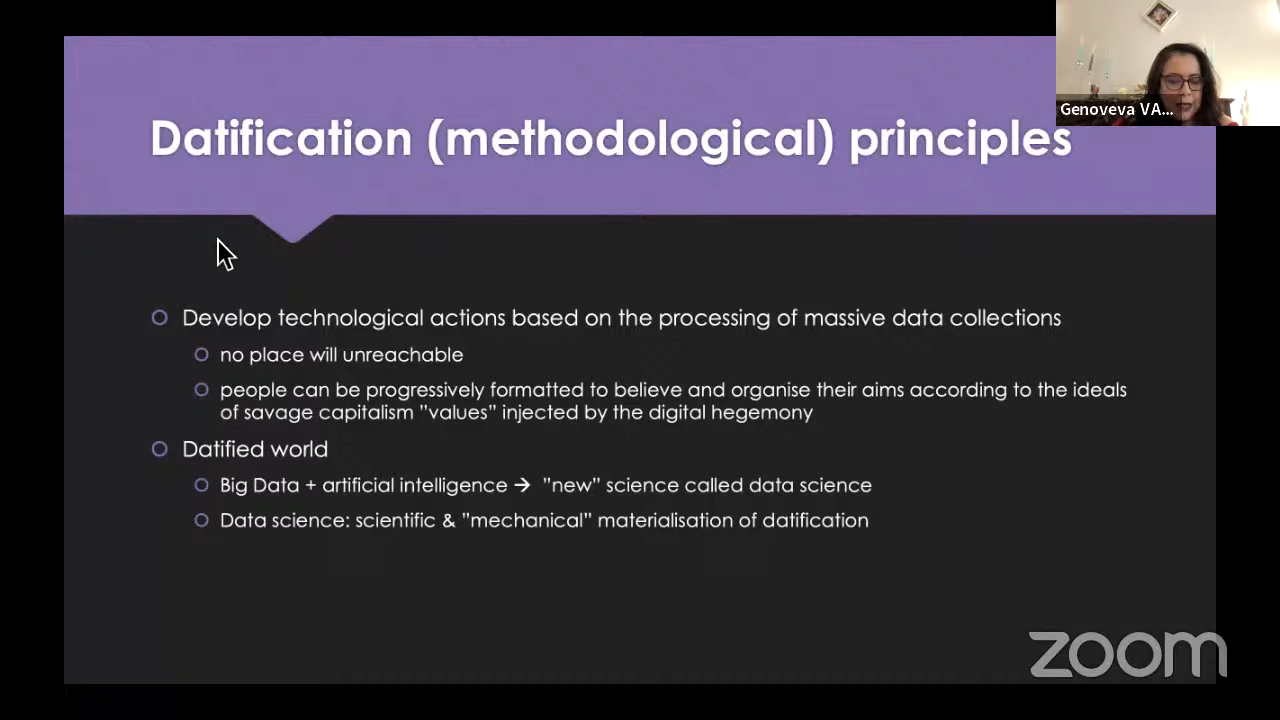 Genoveva VA...
Datification (methodological) principles
Develop technological actions based on the processing of massive data collections
no place will unreachable
people can be progressively formatted to believe and organise their aims according to the ideals
of savage capitalism ”values” injected by the digital hegemony
Datified world
Big Data + artificial intelligence → ”new” science called data science
Data science: scientific & ”mechanical” materialisation of datification
zoom